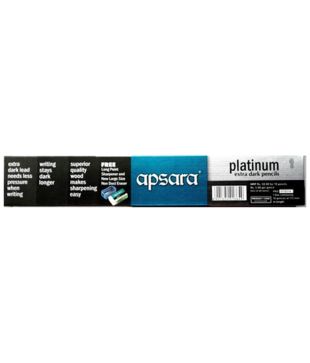 extra
dark lead
needs less
pressure
when
writing
writing
stays
dark
longer
superior
quality
wood
makes
sharpening
easy
FREE
Long Point
Sharpener and
New Large Size
Non Dust Eraser
apsara
platinum
extra dark pencils